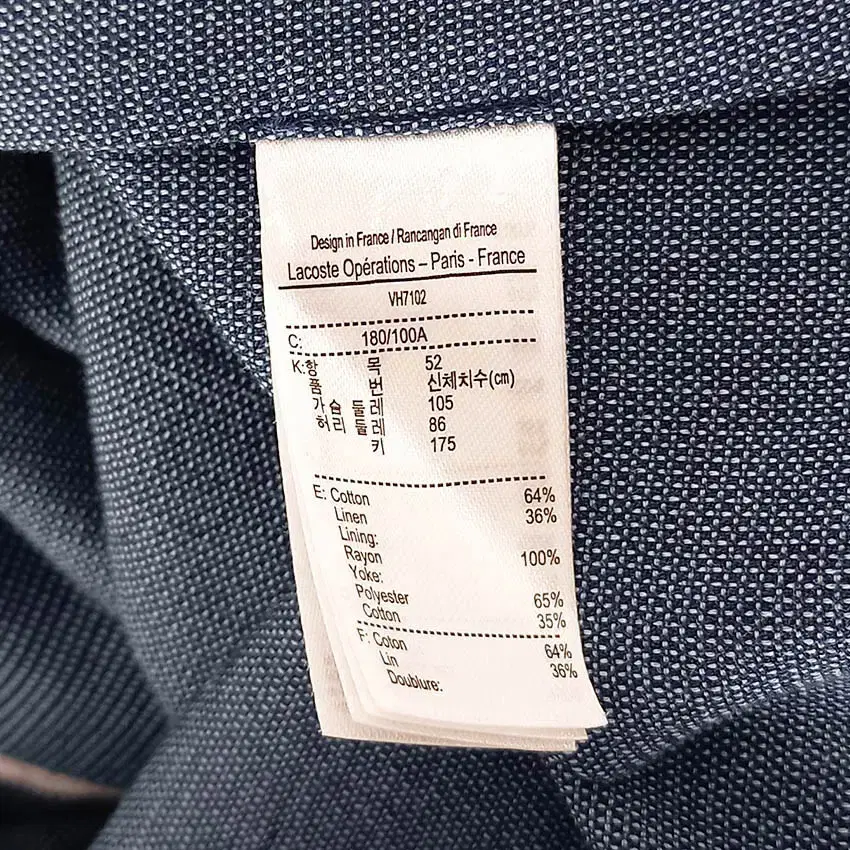 Design in France / Rancangan di France
Lacoste Opérations – Paris - France
VH7102
C: 180/100A
K: 항 목 52
품 번 신체치수(cm)
가 슴 둘 레 105
허 리 둘 레 86
키 175
E: Cotton 64%
Linen 36%
Lining:
Rayon 100%
Yoke:
Polyester 65%
Cotton 35%
F: Coton 64%
Lin 36%
Doublure: